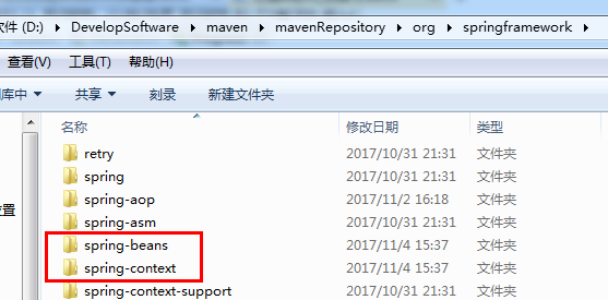 软件 (D:) ▸ DevelopSoftware ▸ maven ▸ mavenRepository ▸ org ▸ springframework ▸
查看(V) 工具(T) 帮助(H)
库中 ▼ 共享 ▼ 刻录 新建文件夹
名称 修改日期 类型
retry 2017/10/31 21:31 文件夹
spring 2017/10/31 21:31 文件夹
spring-aop 2017/11/2 16:18 文件夹
位置 spring-asm 2017/10/31 21:31 文件夹
spring-beans 2017/11/4 15:37 文件夹
spring-context 2017/11/4 15:37 文件夹
spring-context-support 2017/10/31 21:31 文件夹